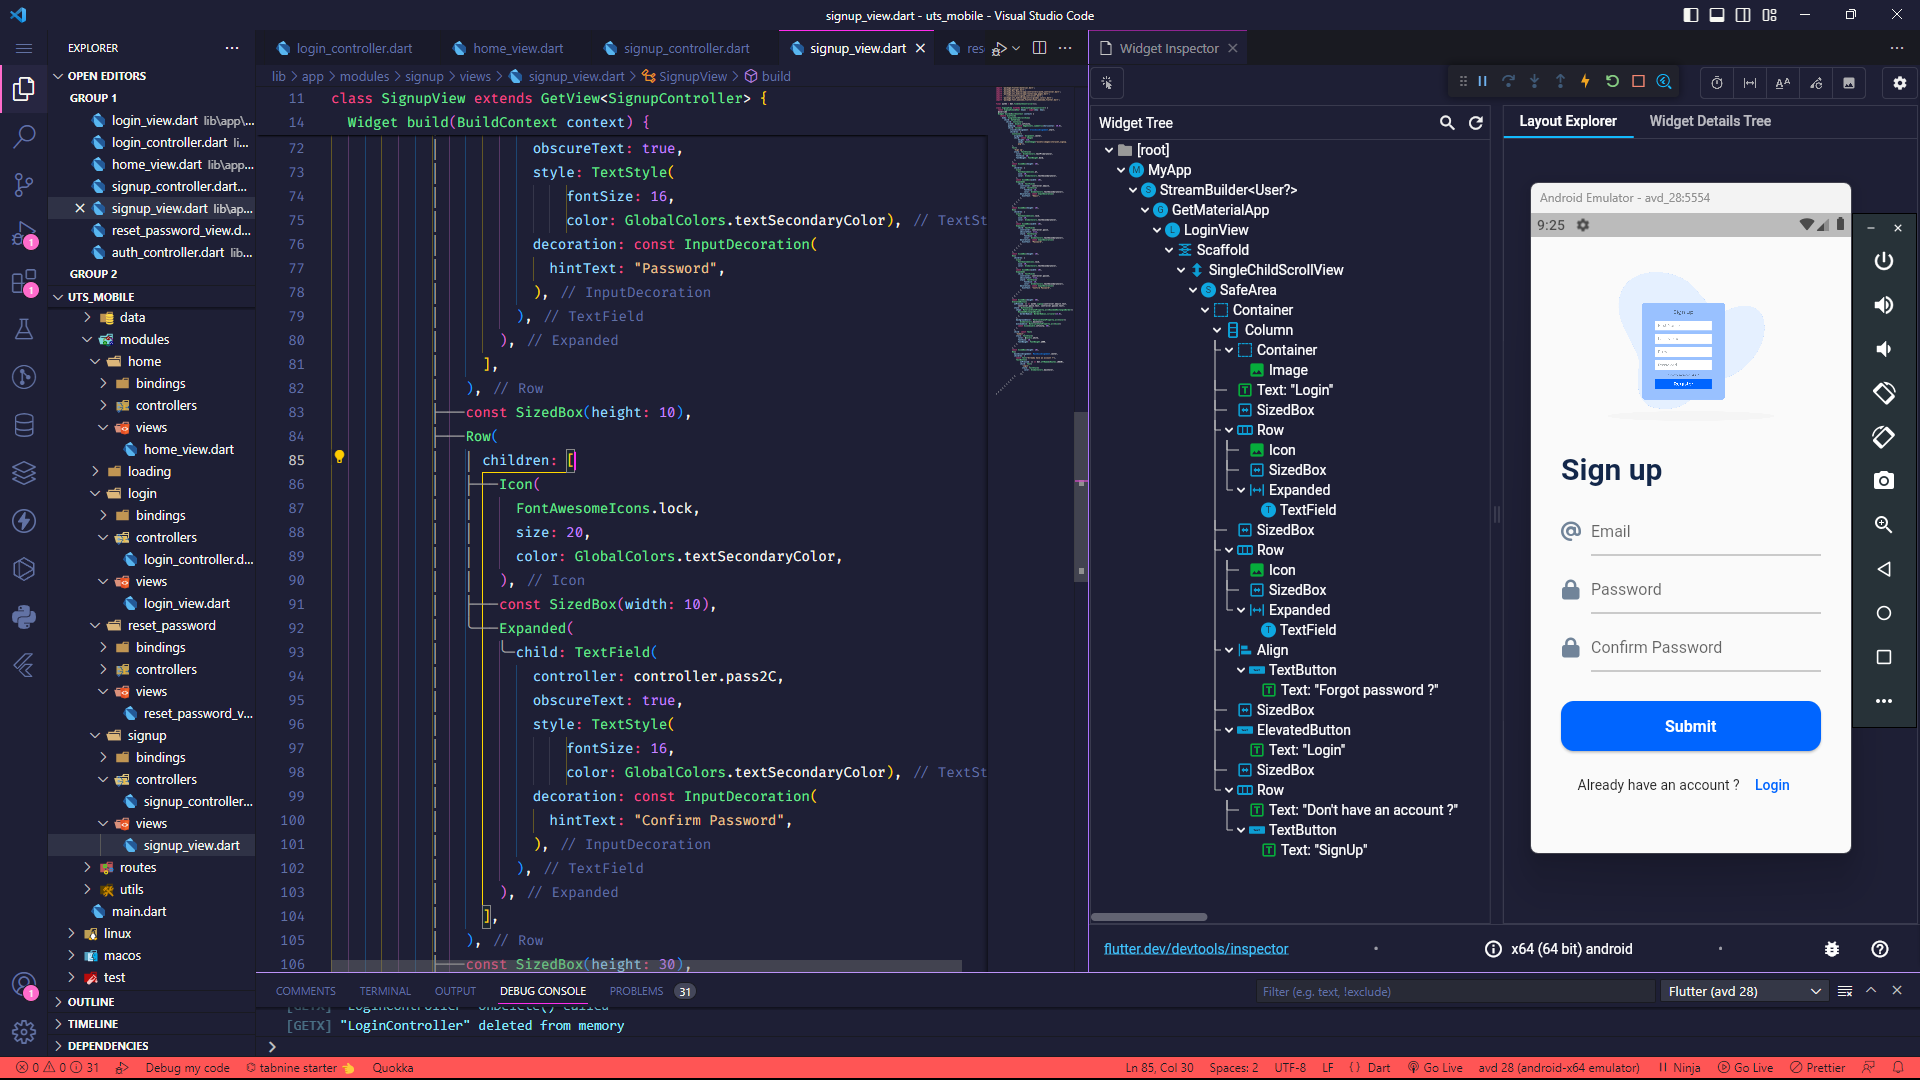 signup_view.dart - uts_mobile - Visual Studio Code
EXPLORER
OPEN EDITORS
GROUP 1
login_view.dart lib\app\...
login_controller.dart li...
home_view.dart lib\app...
signup_controller.dart...
signup_view.dart lib\ap...
reset_password_view.d...
auth_controller.dart lib...
GROUP 2
UTS_MOBILE
data
modules
home
bindings
controllers
views
home_view.dart
loading
login
bindings
controllers
login_controller.d...
views
login_view.dart
reset_password
bindings
controllers
views
reset_password_v...
signup
bindings
controllers
signup_controller...
views
signup_view.dart
routes
utils
main.dart
linux
macos
test
OUTLINE
TIMELINE
DEPENDENCIES
1
1
1
login_controller.dart
home_view.dart
signup_controller.dart
signup_view.dart
res
lib > app > modules > signup > views > signup_view.dart > SignupView > build
11 class SignupView extends GetView<SignupController> {
14 Widget build(BuildContext context) {
72 obscureText: true,
73 style: TextStyle(
74 fontSize: 16,
75 color: GlobalColors.textSecondaryColor), // TextSt
76 decoration: const InputDecoration(
77 hintText: "Password",
78 ), // InputDecoration
79 ), // TextField
80 ), // Expanded
81 ],
82 ), // Row
83 const SizedBox(height: 10),
84 Row(
85 children: [
86 Icon(
87 FontAwesomeIcons.lock,
88 size: 20,
89 color: GlobalColors.textSecondaryColor,
90 ), // Icon
91 const SizedBox(width: 10),
92 Expanded(
93 child: TextField(
94 controller: controller.pass2C,
95 obscureText: true,
96 style: TextStyle(
97 fontSize: 16,
98 color: GlobalColors.textSecondaryColor), // TextSt
99 decoration: const InputDecoration(
100 hintText: "Confirm Password",
101 ), // InputDecoration
102 ), // TextField
103 ), // Expanded
104 ],
105 ), // Row
106 const SizedBox(height: 30),
Widget Inspector
Widget Tree
[root]
MyApp
StreamBuilder<User?>
GetMaterialApp
LoginView
Scaffold
SingleChildScrollView
SafeArea
Container
Column
Container
Image
Text: "Login"
SizedBox
Row
Icon
SizedBox
Expanded
TextField
SizedBox
Row
Icon
SizedBox
Expanded
TextField
Align
TextButton
Text: "Forgot password ?"
SizedBox
ElevatedButton
Text: "Login"
SizedBox
Row
Text: "Don't have an account ?"
TextButton
Text: "SignUp"
Layout Explorer
Widget Details Tree
Android Emulator - avd_28:5554
9:25
Sign up
Sign up
Email
Password
Confirm Password
Submit
Already have an account ? Login
flutter.dev/devtools/inspector
x64 (64 bit) android
COMMENTS
TERMINAL
OUTPUT
DEBUG CONSOLE
PROBLEMS 31
Filter (e.g. text, !exclude)
Flutter (avd 28)
[GETX] "LoginController" onDelete() called
[GETX] "LoginController" deleted from memory
0 0 31 Debug my code tabnine starter Quokka
Ln 85, Col 30 Spaces: 2 UTF-8 LF { } Dart Go Live avd 28 (android-x64 emulator) Ninja Go Live Prettier